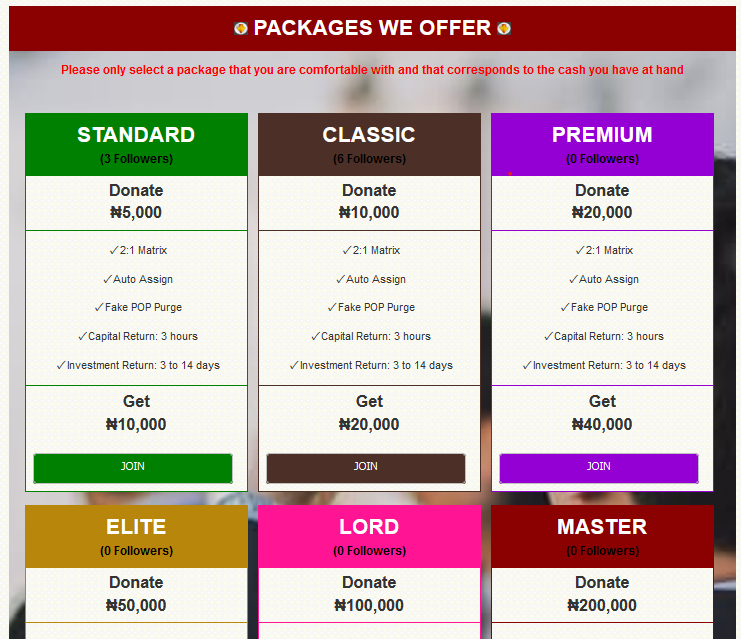 PACKAGES WE OFFER
Please only select a package that you are comfortable with and that corresponds to the cash you have at hand
STANDARD
(3 Followers)
Donate
₦5,000
✓2:1 Matrix
✓Auto Assign
✓Fake POP Purge
✓Capital Return: 3 hours
✓Investment Return: 3 to 14 days
Get
₦10,000
JOIN
CLASSIC
(6 Followers)
Donate
₦10,000
✓2:1 Matrix
✓Auto Assign
✓Fake POP Purge
✓Capital Return: 3 hours
✓Investment Return: 3 to 14 days
Get
₦20,000
JOIN
PREMIUM
(0 Followers)
Donate
₦20,000
✓2:1 Matrix
✓Auto Assign
✓Fake POP Purge
✓Capital Return: 3 hours
✓Investment Return: 3 to 14 days
Get
₦40,000
JOIN
ELITE
(0 Followers)
Donate
₦50,000
LORD
(0 Followers)
Donate
₦100,000
MASTER
(0 Followers)
Donate
₦200,000